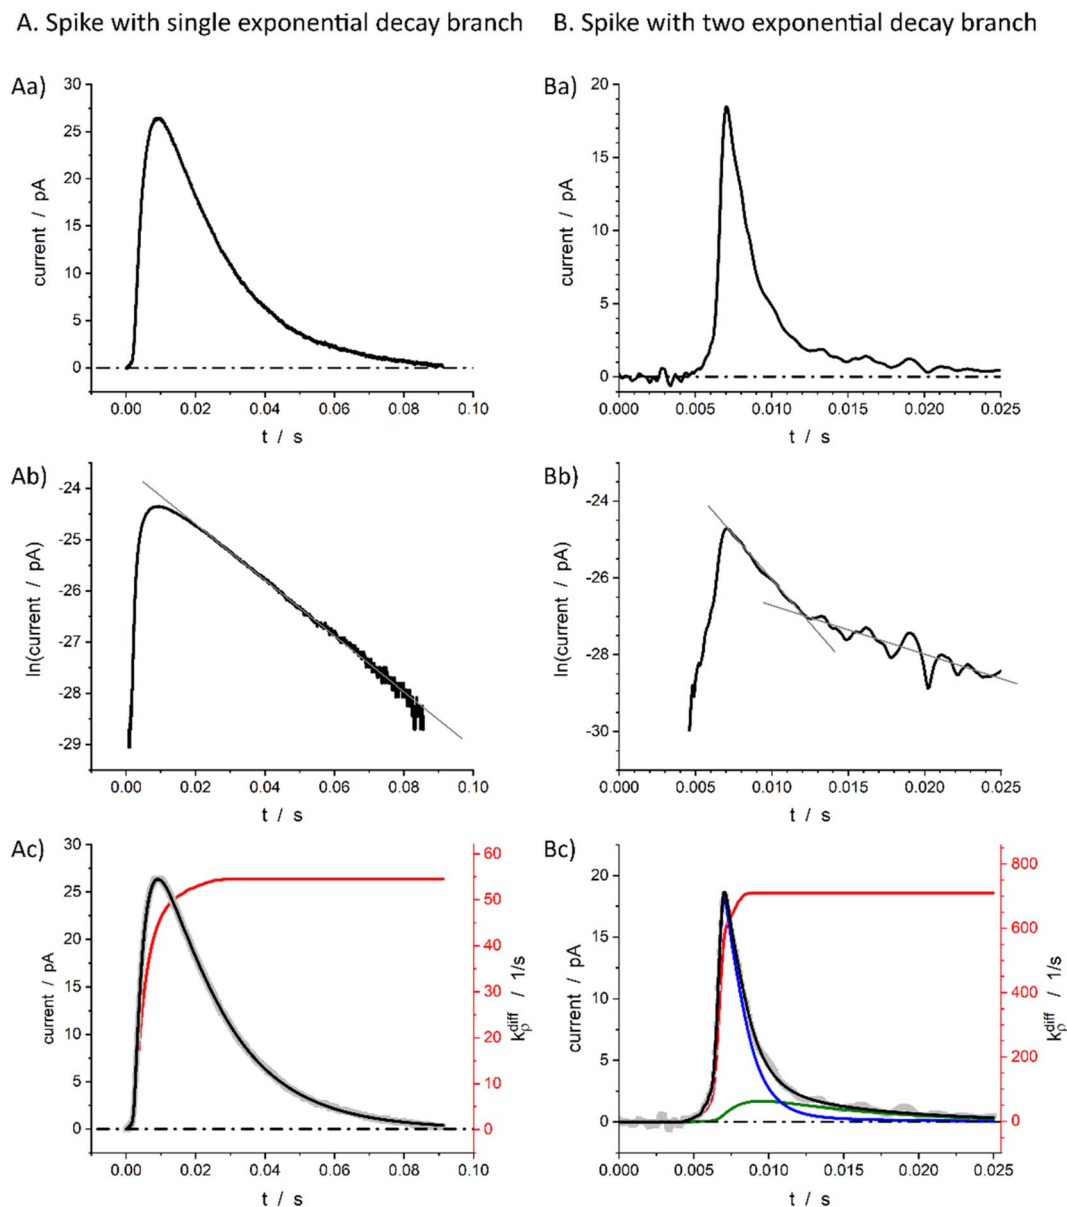 A. Spike with single exponential decay branch
B. Spike with two exponential decay branch
Aa)
30
25
20
15
10
5
0
current / pA
0.00 0.02 0.04 0.06 0.08 0.10
t / s
Ba)
20
15
10
5
0
current / pA
0.000 0.005 0.010 0.015 0.020 0.025
t / s
Ab)
-24
-25
-26
-27
-28
-29
ln(current / pA)
0.00 0.02 0.04 0.06 0.08 0.10
t / s
Bb)
-24
-26
-28
-30
ln(current / pA)
0.000 0.005 0.010 0.015 0.020 0.025
t / s
Ac)
30
25
20
15
10
5
0
current / pA
60
50
40
30
20
10
0
k_ρ^diff / 1/s
0.00 0.02 0.04 0.06 0.08 0.10
t / s
Bc)
20
15
10
5
0
current / pA
800
600
400
200
0
k_ρ^diff / 1/s
0.000 0.005 0.010 0.015 0.020 0.025
t / s